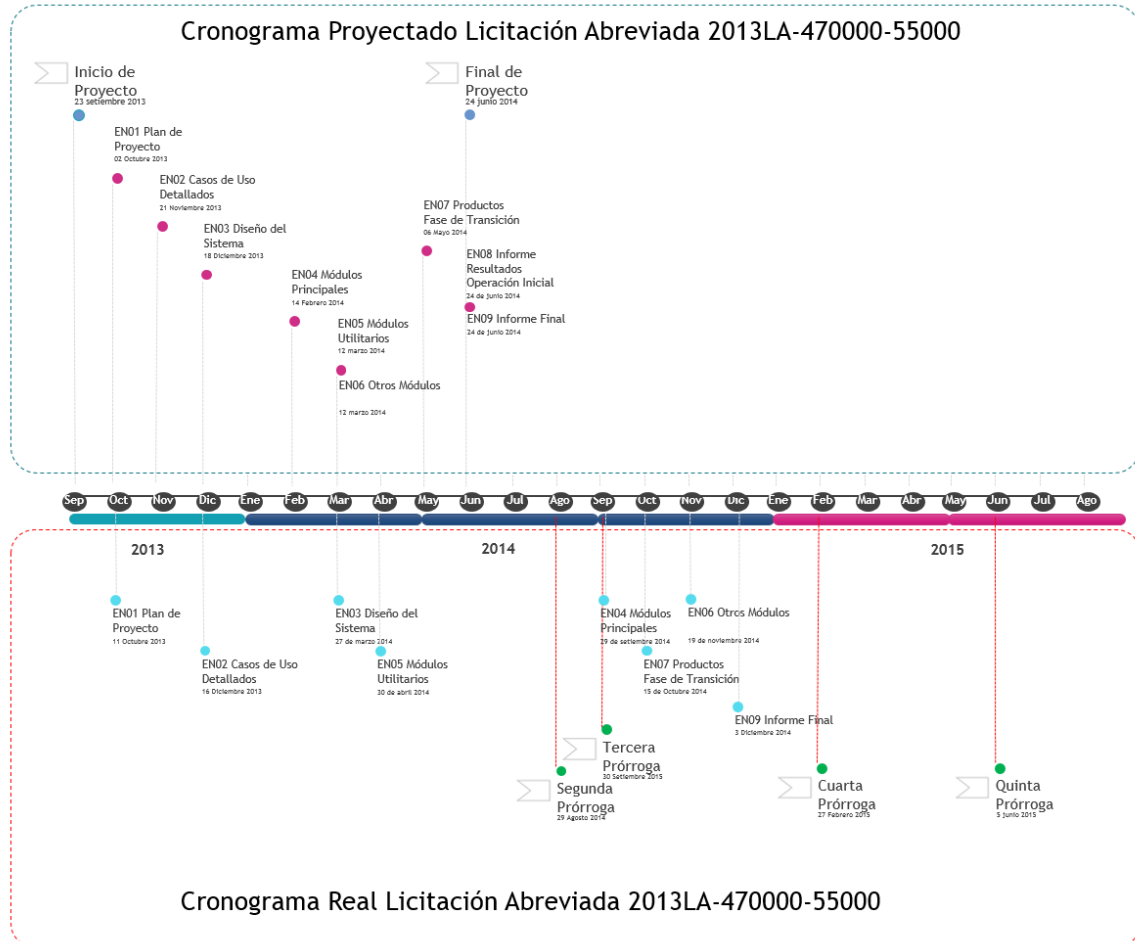 Cronograma Proyectado Licitación Abreviada 2013LA-470000-55000
Inicio de
Proyecto
23 setiembre 2013
Final de
Proyecto
24 junio 2014
EN01 Plan de
Proyecto
02 Octubre 2013
EN02 Casos de Uso
Detallados
21 Noviembre 2013
EN03 Diseño del
Sistema
18 Diciembre 2013
EN04 Módulos
Principales
14 Febrero 2014
EN05 Módulos
Utilitarios
12 marzo 2014
EN06 Otros Módulos
12 marzo 2014
EN07 Productos
Fase de Transición
06 Mayo 2014
EN08 Informe
Resultados
Operación Inicial
24 de junio 2014
EN09 Informe Final
24 de junio 2014
Sep Oct Nov Dic Ene Feb Mar Abr May Jun Jul Ago Sep Oct Nov Dic Ene Feb Mar Abr May Jun Jul Ago
2013 2014 2015
EN01 Plan de
Proyecto
11 Octubre 2013
EN02 Casos de Uso
Detallados
16 Diciembre 2013
EN03 Diseño del
Sistema
27 de marzo 2014
EN05 Módulos
Utilitarios
30 de abril 2014
EN04 Módulos
Principales
29 de setiembre 2014
EN06 Otros Módulos
19 de noviembre 2014
EN07 Productos
Fase de Transición
15 de Octubre 2014
EN09 Informe Final
3 Diciembre 2014
Tercera
Prórroga
30 Setiembre 2015
Segunda
Prórroga
29 Agosto 2014
Cuarta
Prórroga
27 Febrero 2015
Quinta
Prórroga
5 junio 2015
Cronograma Real Licitación Abreviada 2013LA-470000-55000